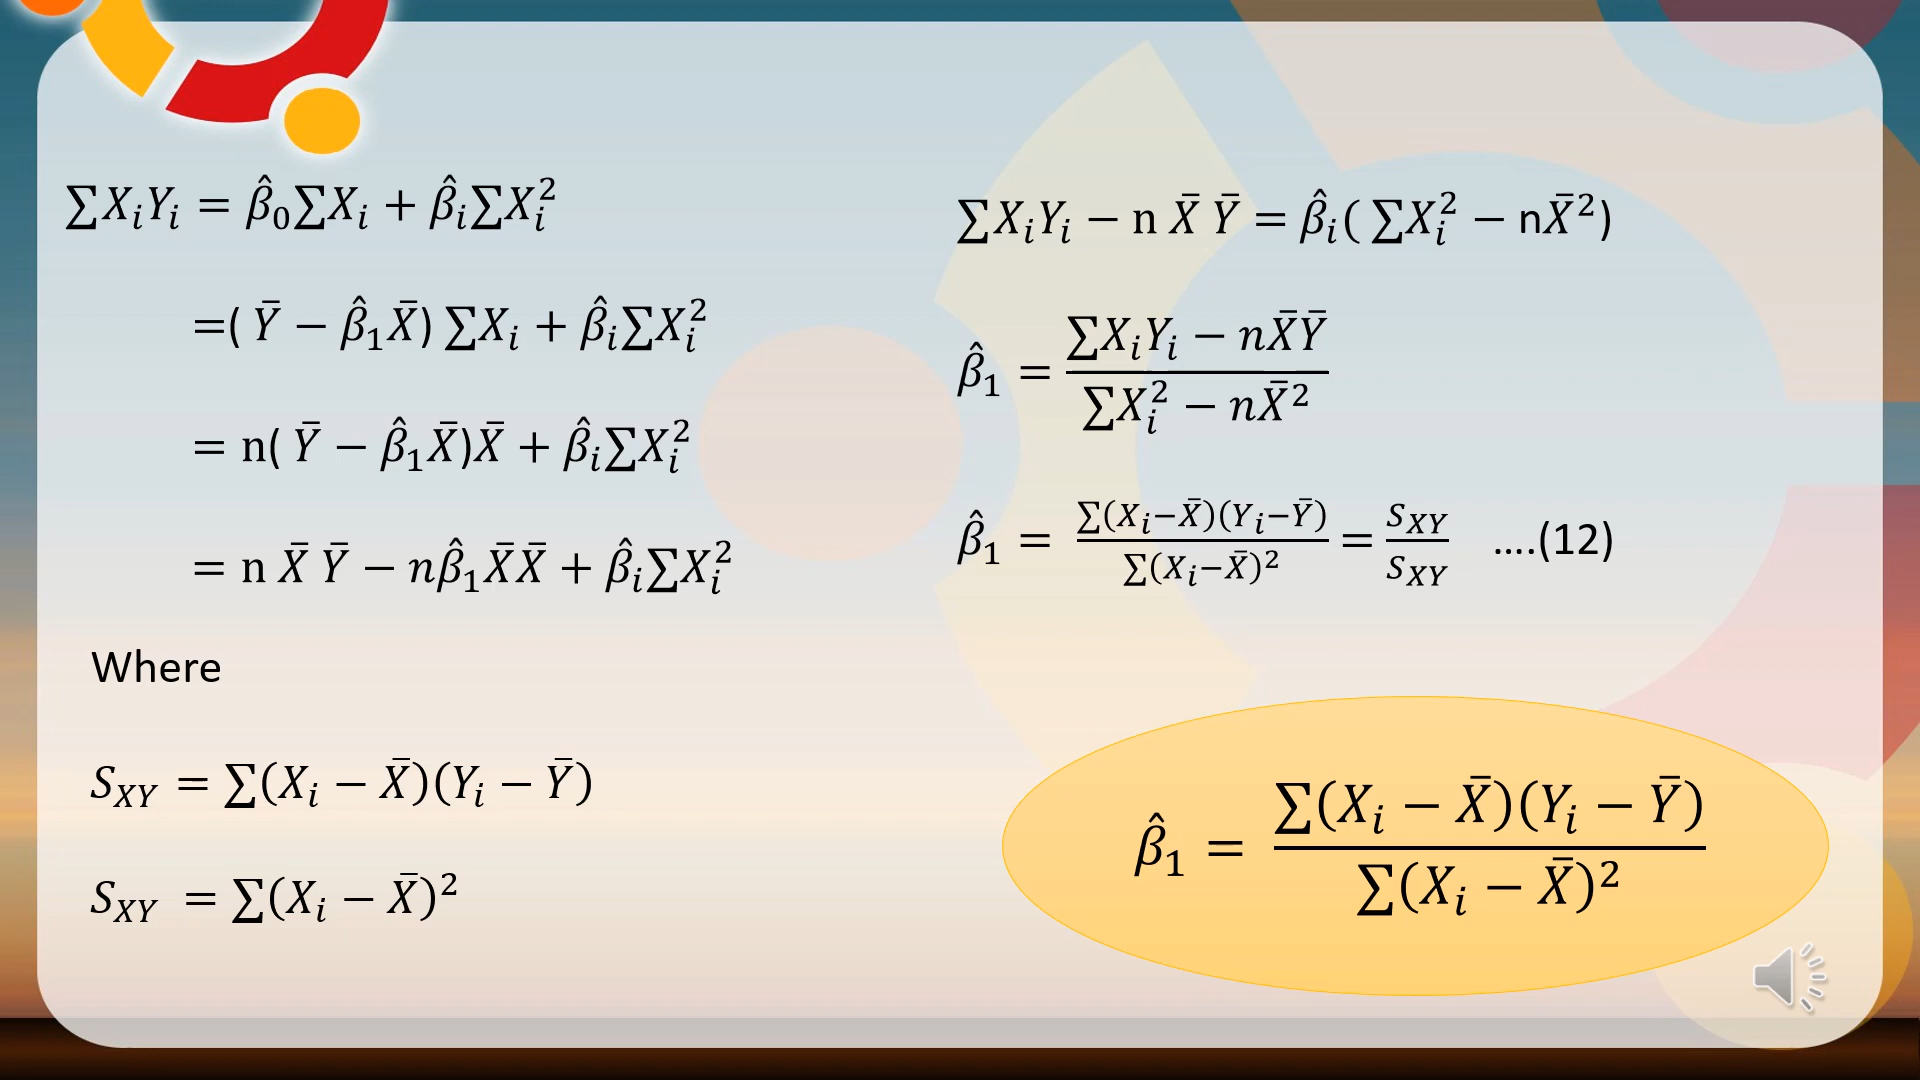 ∑XᵢYᵢ = β̂₀∑Xᵢ + β̂ᵢ∑Xᵢ²
=( Ȳ − β̂₁X̄) ∑Xᵢ + β̂ᵢ∑Xᵢ²
= n( Ȳ − β̂₁X̄)X̄ + β̂ᵢ∑Xᵢ²
= n X̄ Ȳ − nβ̂₁X̄X̄ + β̂ᵢ∑Xᵢ²
Where
S_XY = ∑(Xᵢ − X̄)(Yᵢ − Ȳ)
S_XY = ∑(Xᵢ − X̄)²
∑XᵢYᵢ − n X̄ Ȳ = β̂ᵢ( ∑Xᵢ² − nX̄²)
β̂₁ = (∑XᵢYᵢ − nX̄Ȳ)/(∑Xᵢ² − nX̄²)
β̂₁ = ∑(Xᵢ−X̄)(Yᵢ−Ȳ)/∑(Xᵢ−X̄)² = S_XY/S_XY ....(12)
β̂₁ = ∑(Xᵢ − X̄)(Yᵢ − Ȳ)/∑(Xᵢ − X̄)²